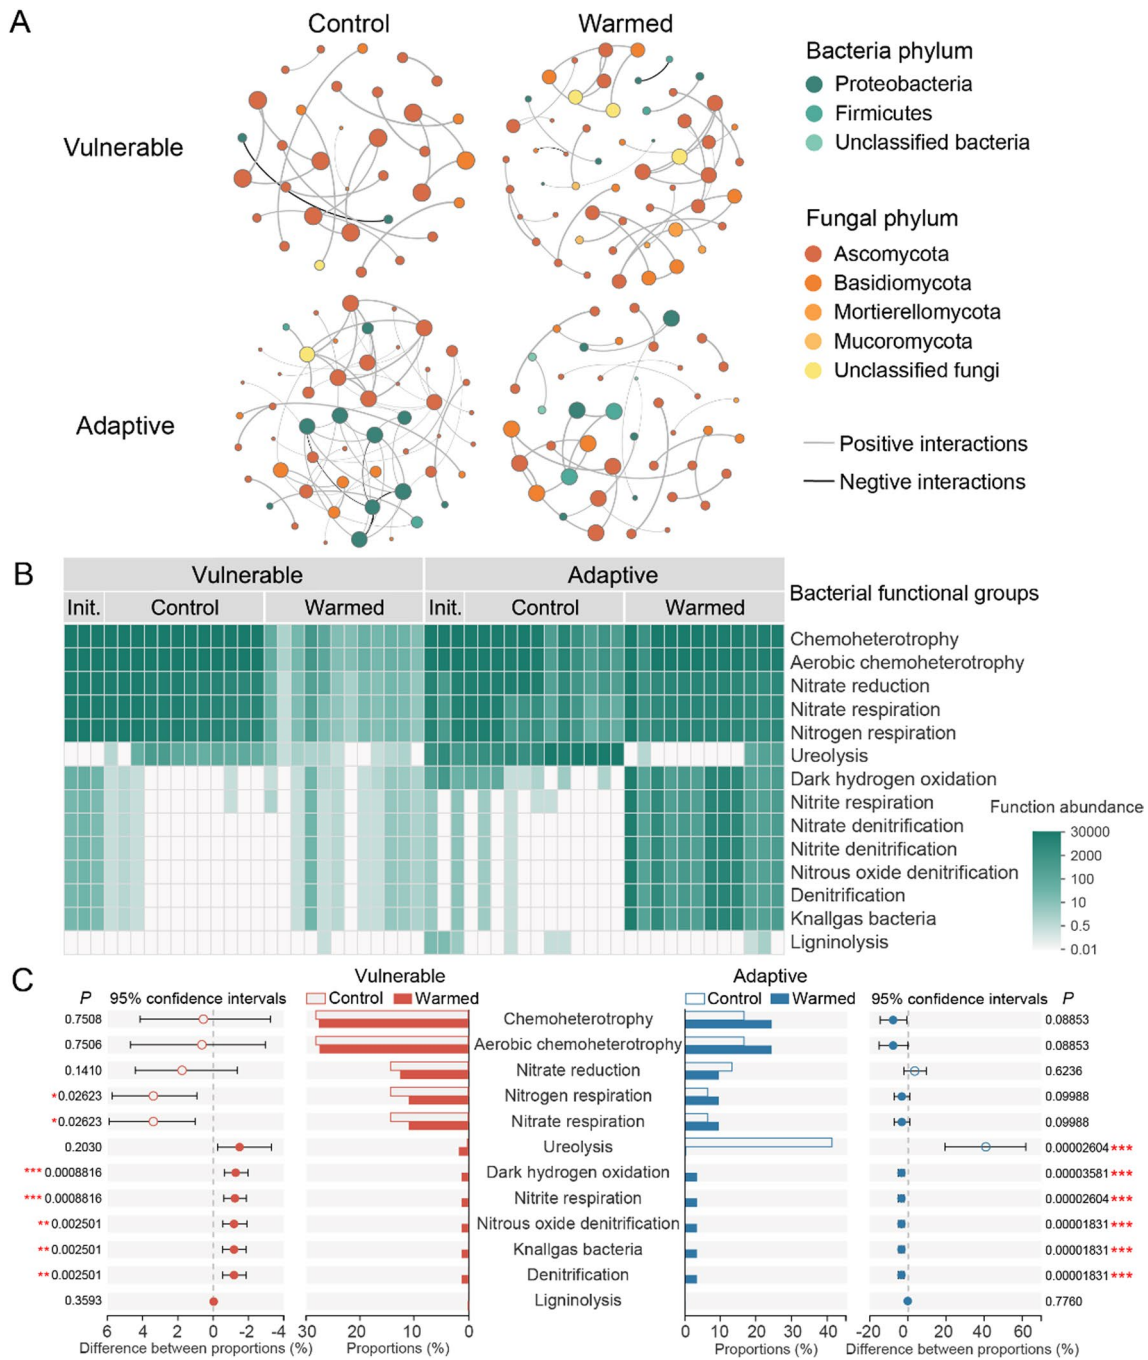 A
Control
Warmed
Vulnerable
Adaptive
Bacteria phylum
Proteobacteria
Firmicutes
Unclassified bacteria
Fungal phylum
Ascomycota
Basidiomycota
Mortierellomycota
Mucoromycota
Unclassified fungi
Positive interactions
Negtive interactions
B
Vulnerable
Adaptive
Init.
Control
Warmed
Init.
Control
Warmed
Bacterial functional groups
Chemoheterotrophy
Aerobic chemoheterotrophy
Nitrate reduction
Nitrate respiration
Nitrogen respiration
Ureolysis
Dark hydrogen oxidation
Nitrite respiration
Nitrate denitrification
Nitrite denitrification
Nitrous oxide denitrification
Denitrification
Knallgas bacteria
Ligninolysis
Function abundance
30000
2000
100
10
0.5
0.01
C
Vulnerable
Adaptive
P 95% confidence intervals
Control Warmed
Control Warmed
95% confidence intervals P
0.7508 Chemoheterotrophy 0.08853
0.7506 Aerobic chemoheterotrophy 0.08853
0.1410 Nitrate reduction 0.6236
*0.02623 Nitrogen respiration 0.09988
*0.02623 Nitrate respiration 0.09988
0.2030 Ureolysis 0.00002604 ***
*** 0.0008816 Dark hydrogen oxidation 0.00003581 ***
*** 0.0008816 Nitrite respiration 0.00002604 ***
** 0.002501 Nitrous oxide denitrification 0.00001831 ***
** 0.002501 Knallgas bacteria 0.00001831 ***
** 0.002501 Denitrification 0.00001831 ***
0.3593 Ligninolysis 0.7760
6 4 2 0 -2 -4
30 20 10 0
0 10 20 30 40
-20 0 20 40 60
Difference between proportions (%)
Proportions (%)
Proportions (%)
Difference between proportions (%)